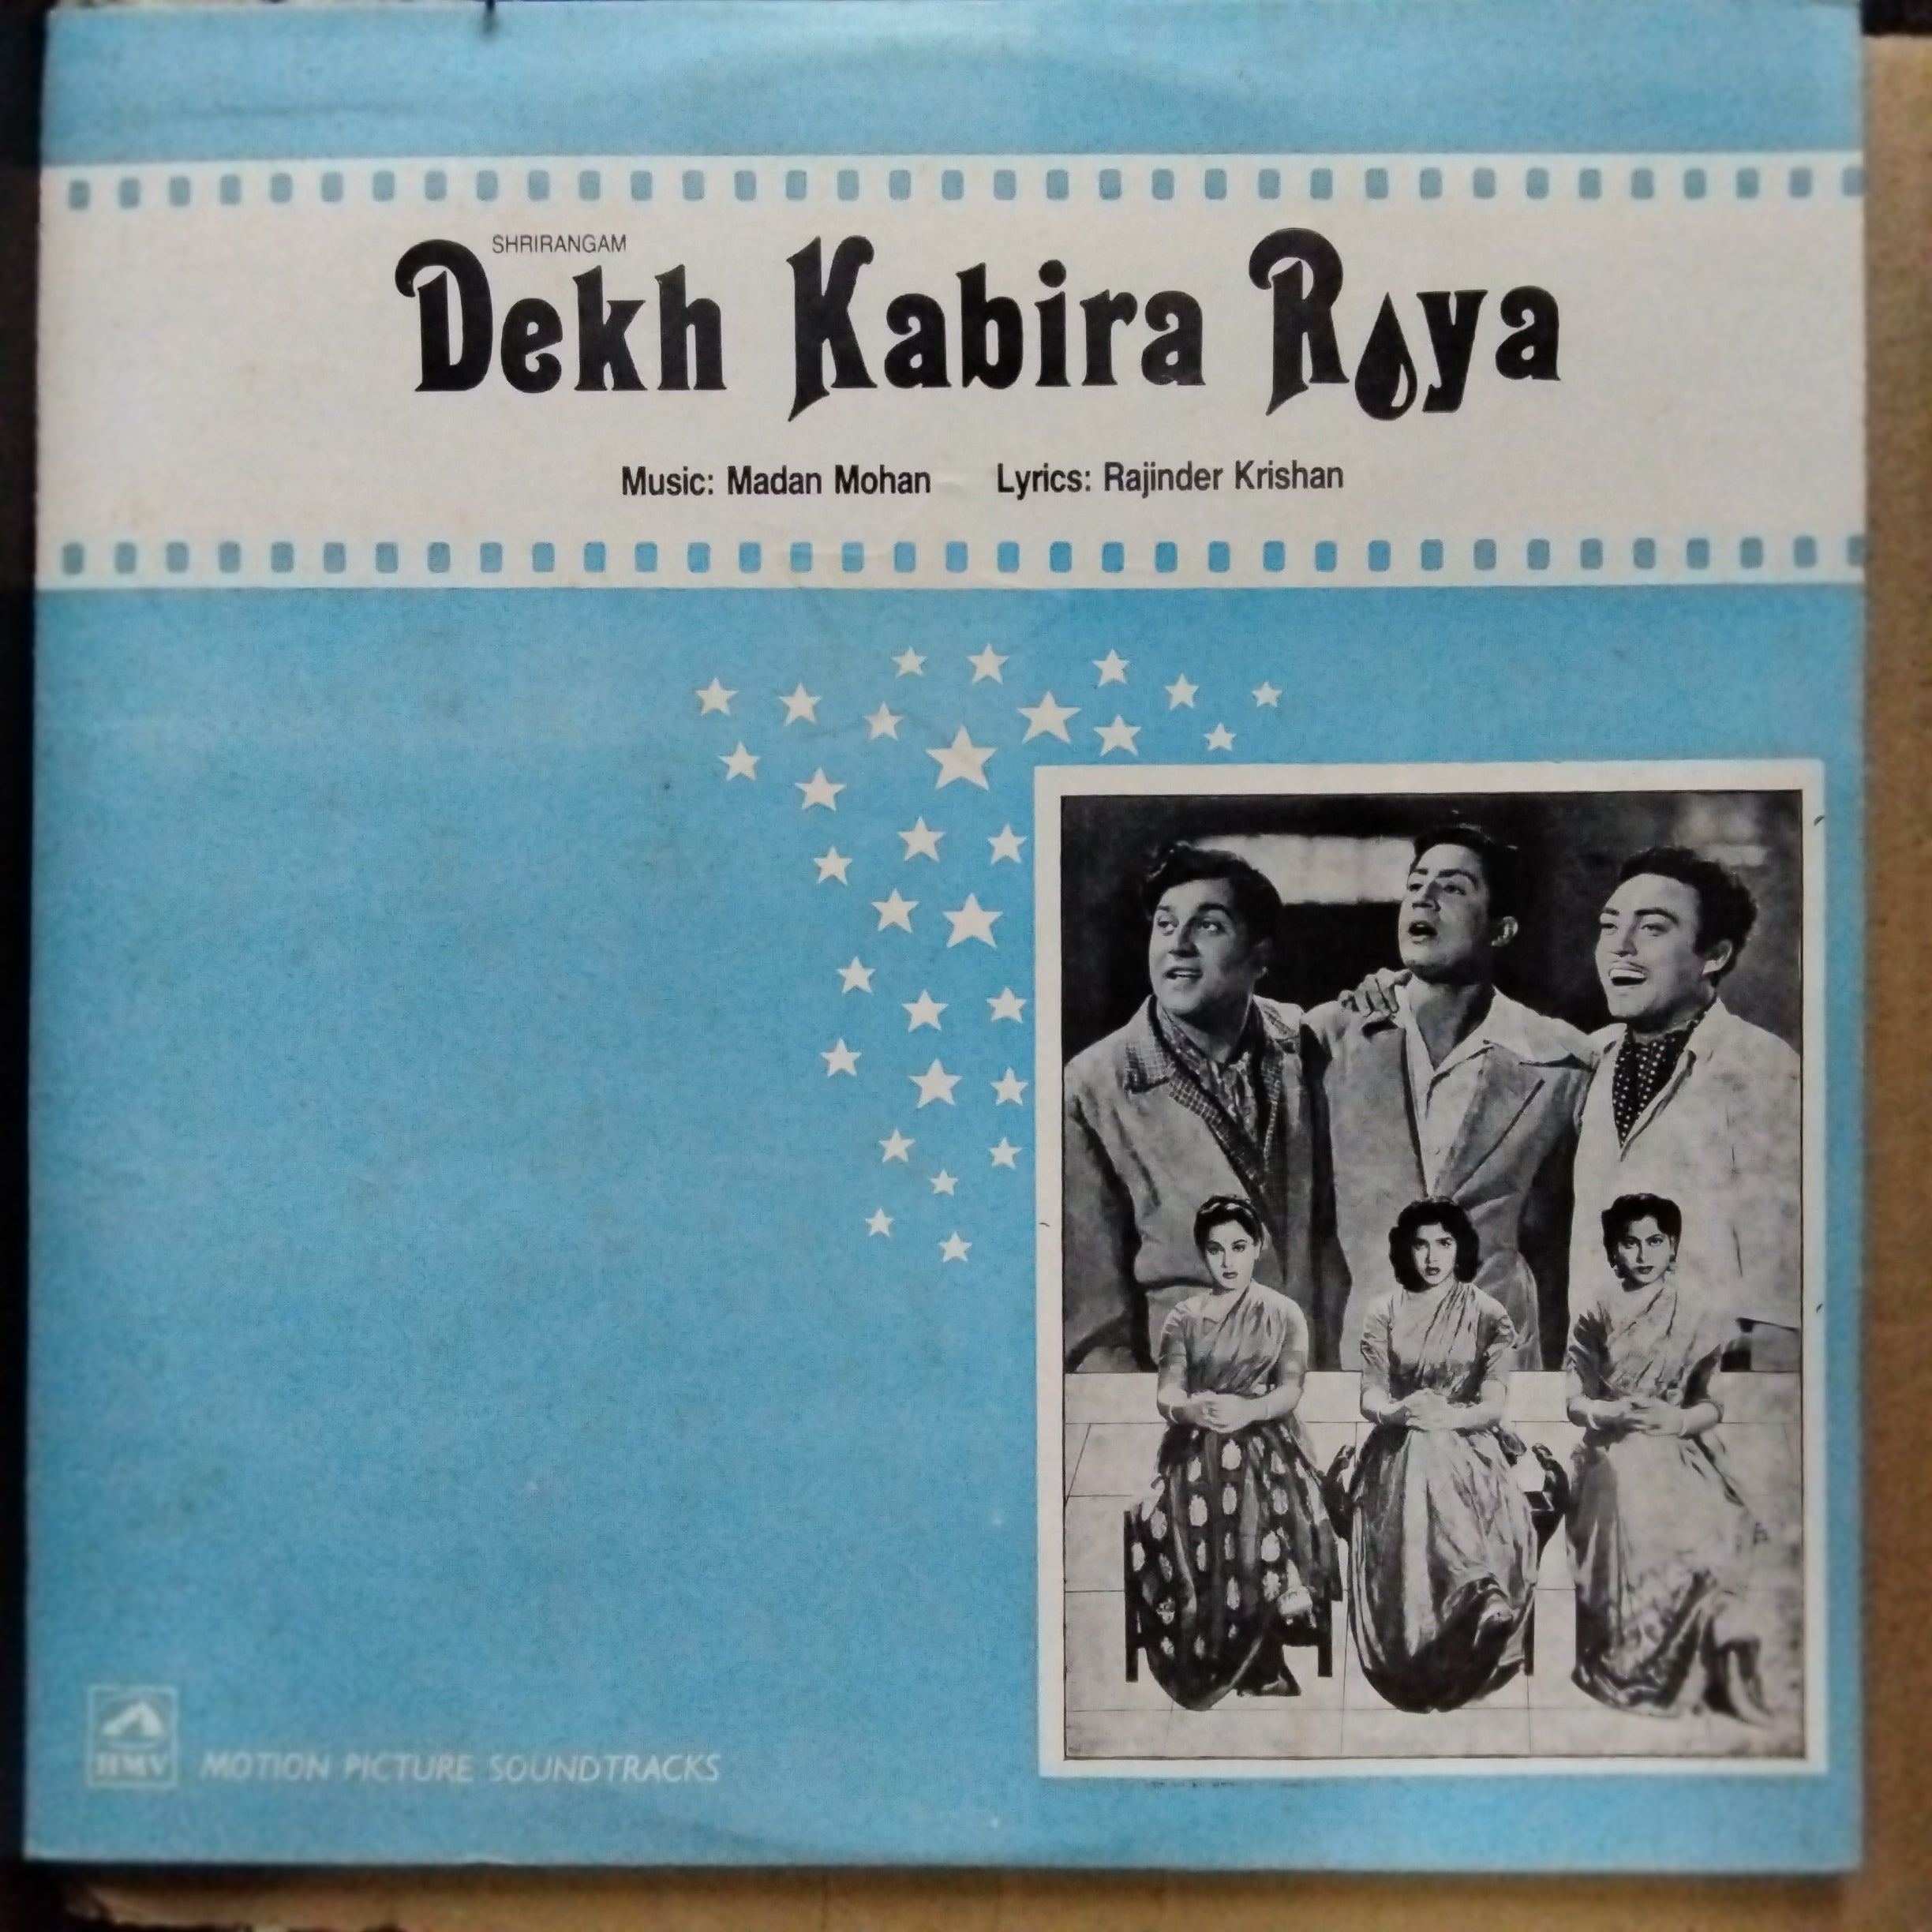 SHRIRANGAM
Dekh Kabira Roya
Music: Madan Mohan Lyrics: Rajinder Krishan
HMV
MOTION PICTURE SOUNDTRACKS